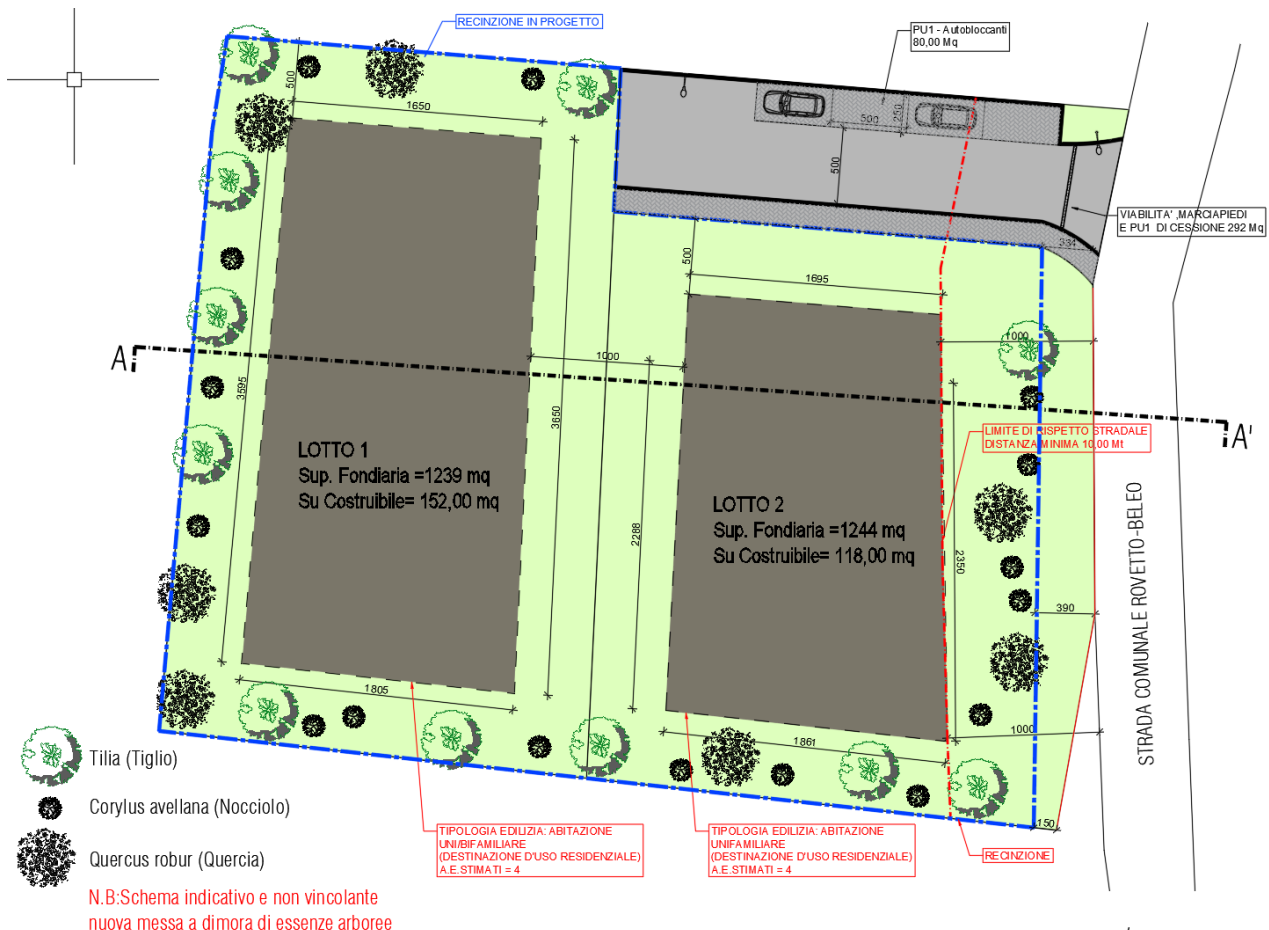 RECINZIONE IN PROGETTO
PU1 - Autobloccanti
80,00 Mq
500
1650
500
250
500
VIABILITA' ,MARCIAPIEDI
E PU1 DI CESSIONE 292 Mq
334
500
1695
1000
A
1000
3595
3650
A'
LIMITE DI RISPETTO STRADALE
DISTANZA MINIMA 10,00 Mt
LOTTO 1
Sup. Fondiaria =1239 mq
Su Costruibile= 152,00 mq
LOTTO 2
Sup. Fondiaria =1244 mq
Su Costruibile= 118,00 mq
2288
2350
390
STRADA COMUNALE ROVETTO-BELEO
1805
1861
1000
150
Tilia (Tiglio)
Corylus avellana (Nocciolo)
Quercus robur (Quercia)
N.B:Schema indicativo e non vincolante
nuova messa a dimora di essenze arboree
TIPOLOGIA EDILIZIA: ABITAZIONE
UNI/BIFAMILIARE
(DESTINAZIONE D'USO RESIDENZIALE)
A.E.STIMATI = 4
TIPOLOGIA EDILIZIA: ABITAZIONE
UNIFAMILIARE
(DESTINAZIONE D'USO RESIDENZIALE)
A.E.STIMATI = 4
RECINZIONE